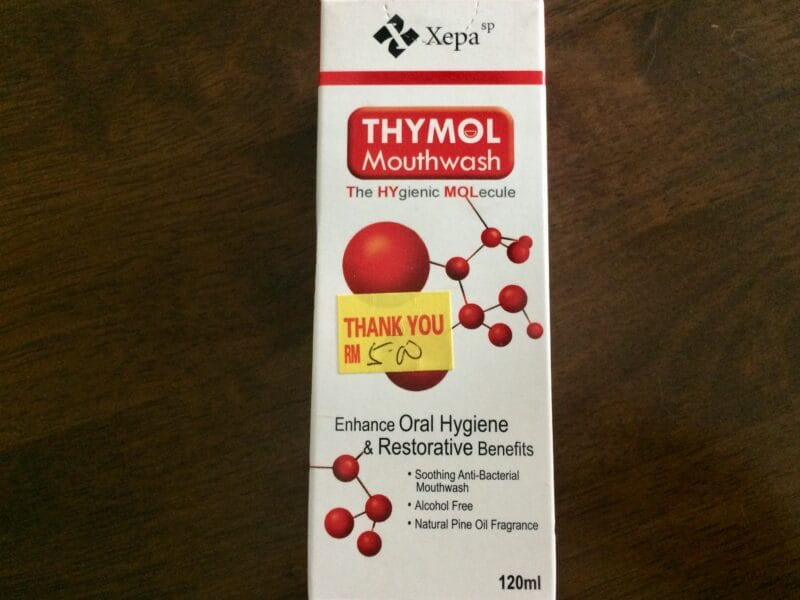 Xepa sp
THYMOL
Mouthwash
The HYgienic MOLecule
THANK YOU
RM 5.00
Enhance Oral Hygiene
& Restorative Benefits
• Soothing Anti-Bacterial
Mouthwash
• Alcohol Free
• Natural Pine Oil Fragrance
120ml